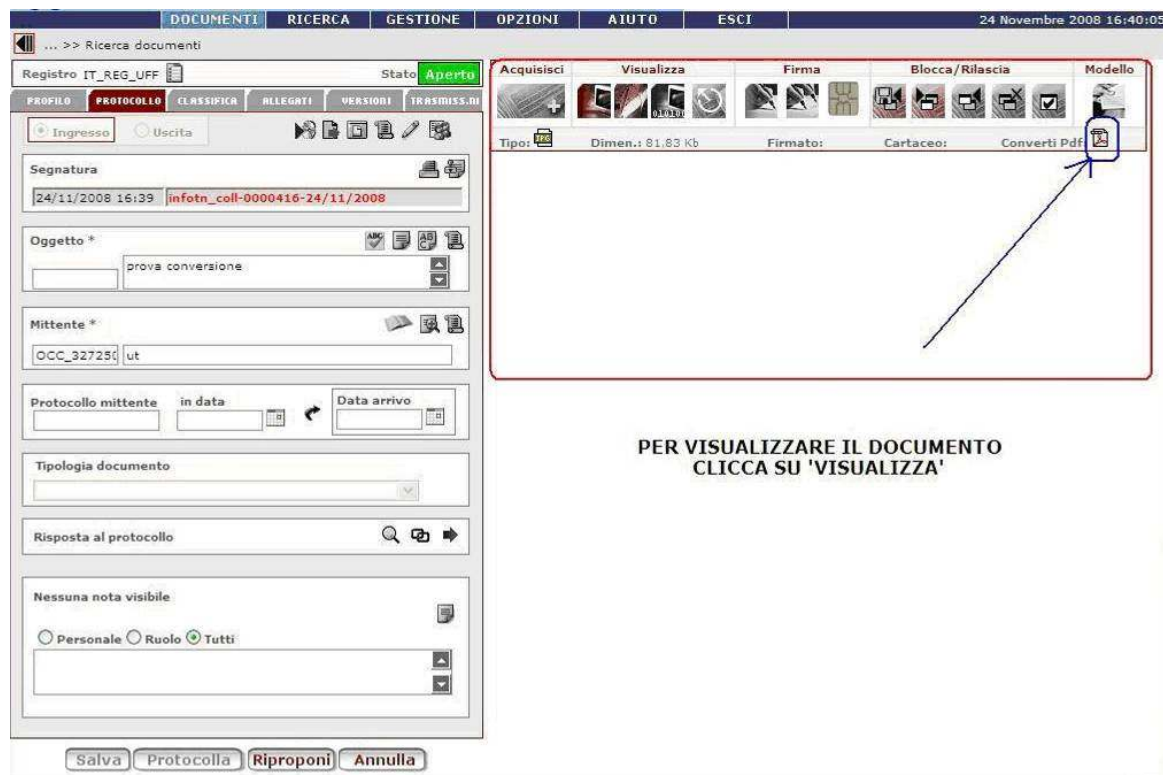 DOCUMENTI RICERCA GESTIONE OPZIONI AIUTO ESCI 24 Novembre 2008 16:40:05
... >> Ricerca documenti
Registro IT_REG_UFF Stato Aperto
PROFILO PROTOCOLLO CLASSIFICA ALLEGATI VERSIONI TRASMISS.NI
Ingresso Uscita
Segnatura
24/11/2008 16:39 infotn_coll-0000416-24/11/2008
Oggetto *
prova conversione
Mittente *
OCC_32725 ut
Protocollo mittente in data Data arrivo
Tipologia documento
Risposta al protocollo
Nessuna nota visibile
Personale Ruolo Tutti
Salva Protocolla Riproponi Annulla
Acquisisci Visualizza Firma Blocca/Rilascia Modello
Tipo: Dimen.: 81,83 Kb Firmato: Cartaceo: Converti Pdf
PER VISUALIZZARE IL DOCUMENTO
CLICCA SU 'VISUALIZZA'